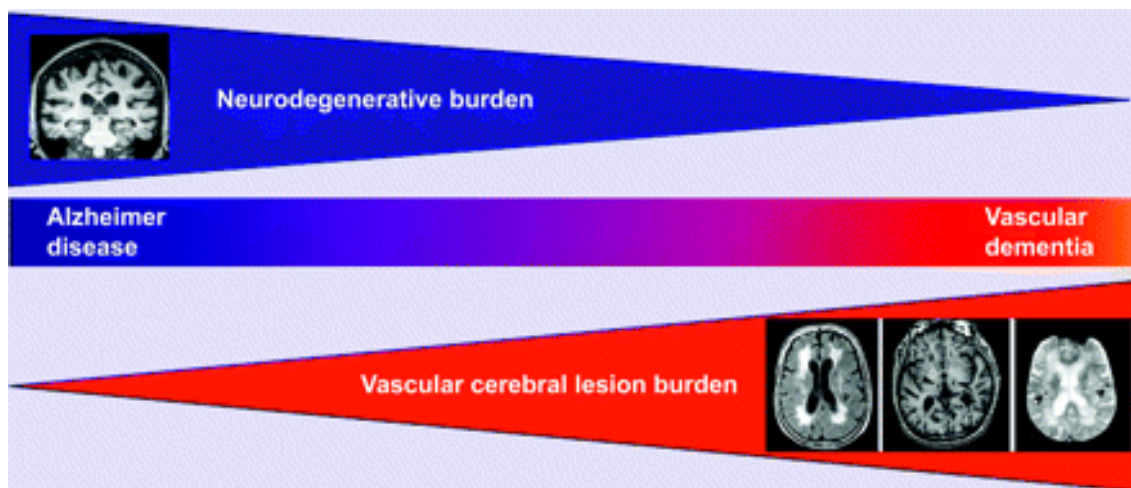 Neurodegenerative burden
Alzheimer
disease
Vascular
dementia
Vascular cerebral lesion burden